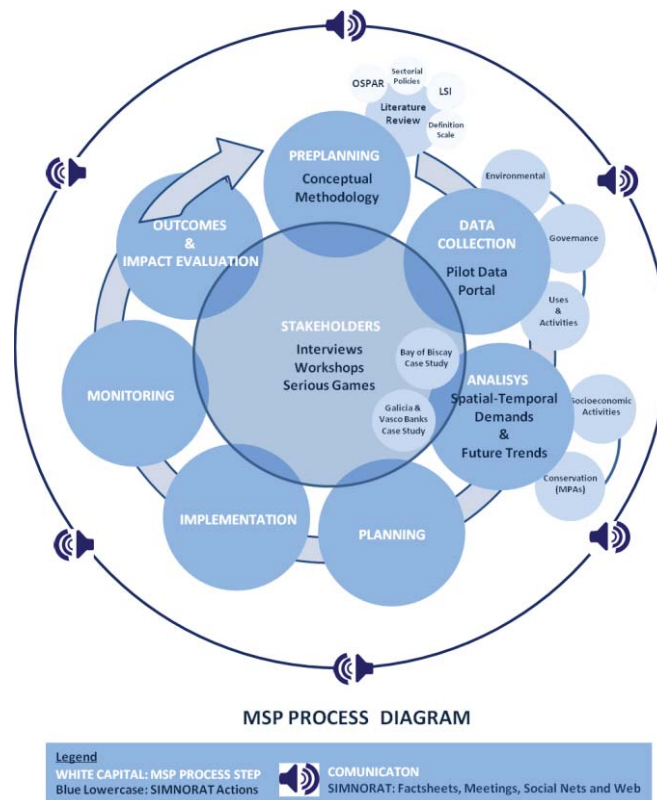 OSPAR
Sectorial
Policies
LSI
Literature
Review
Definition
Scale
PREPLANNING
Conceptual
Methodology
Environmental
DATA
COLLECTION
Pilot Data
Portal
Governance
Uses
&
Activities
OUTCOMES
&
IMPACT EVALUATION
STAKEHOLDERS
Interviews
Workshops
Serious Games
Bay of Biscay
Case Study
Galicia &
Vasco Banks
Case Study
ANALISYS
Spatial-Temporal
Demands
&
Future Trends
Socioeconomic
Activities
Conservation
(MPAs)
MONITORING
IMPLEMENTATION
PLANNING
MSP PROCESS DIAGRAM
Legend
WHITE CAPITAL: MSP PROCESS STEP
Blue Lowercase: SIMNORAT Actions
COMUNICATON
SIMNORAT: Factsheets, Meetings, Social Nets and Web